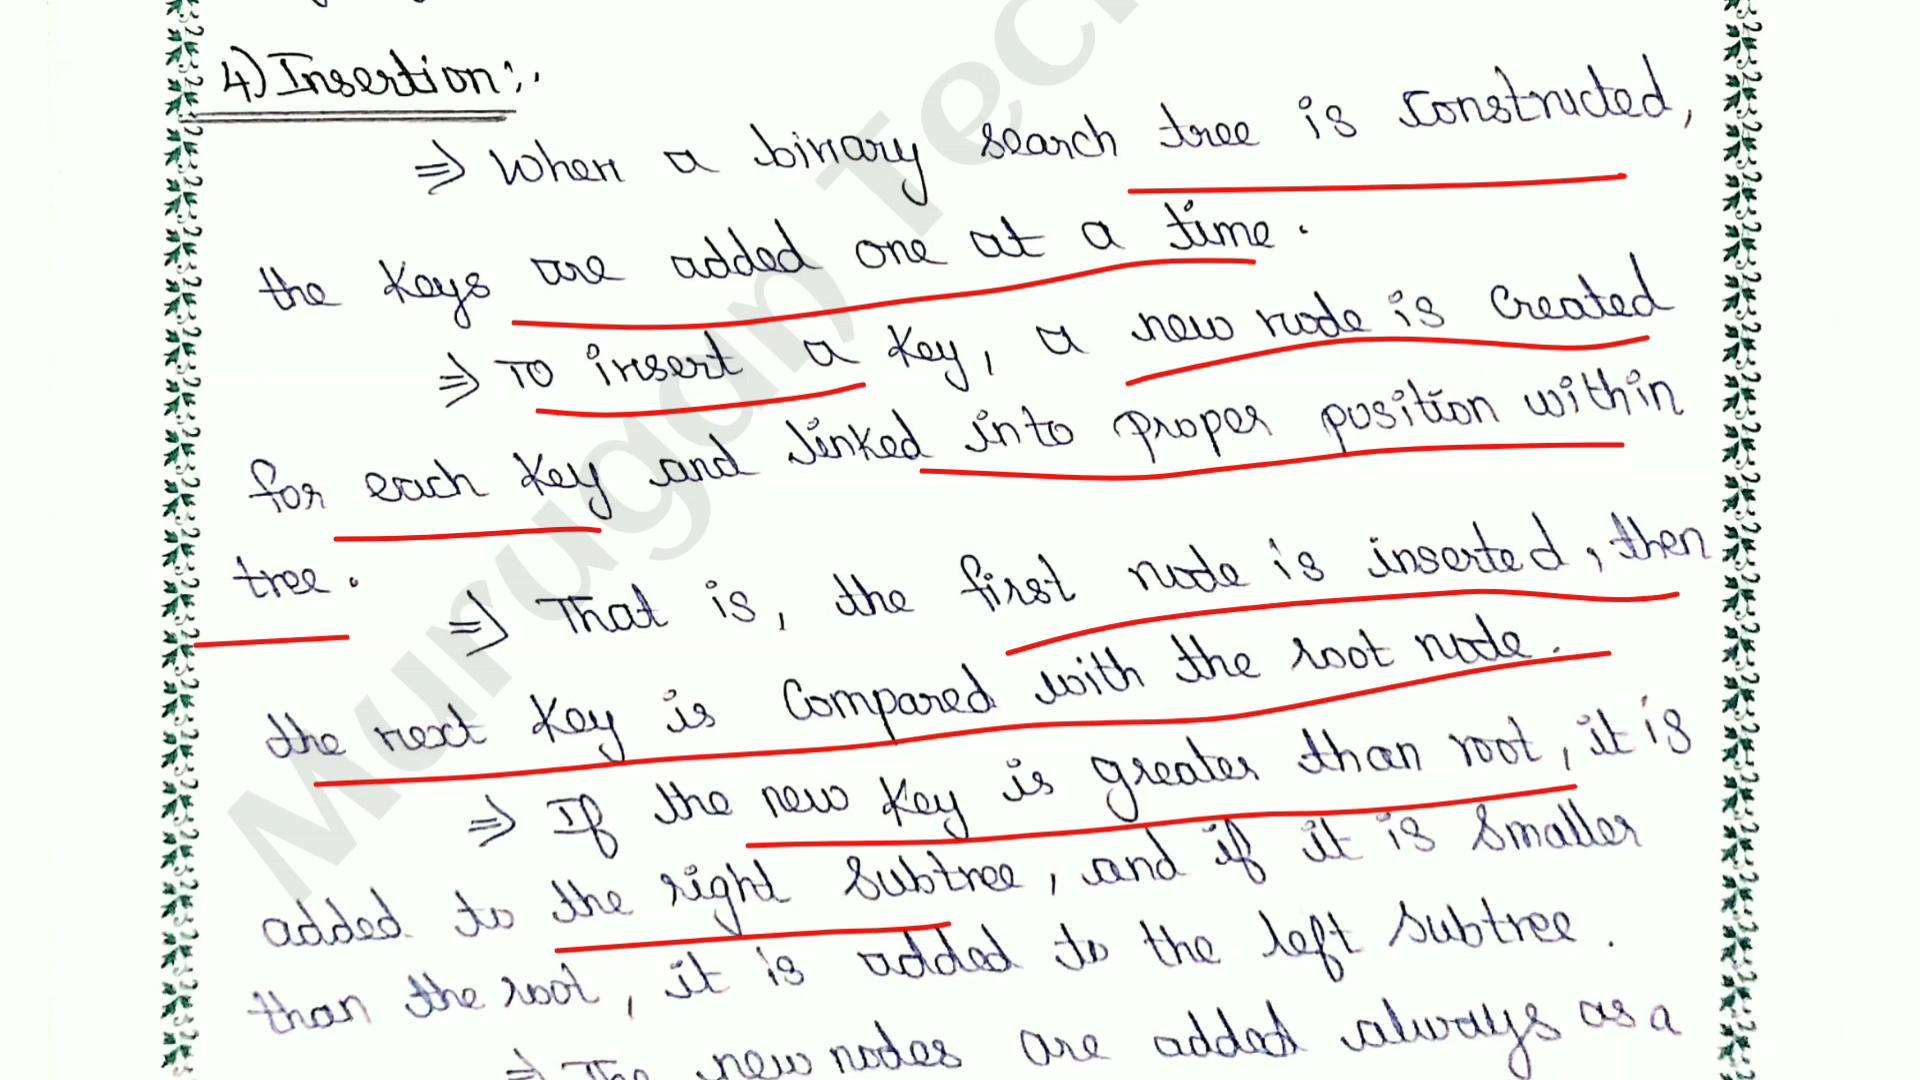 4) Insertion:.
⇒ When a binary search tree is constructed,
the keys are added one at a time.
⇒ To insert a key, a new node is created
for each key and linked into proper position within
tree.
⇒ That is, the first node is inserted, then
the next key is compared with the root node.
⇒ If the new key is greater than root, it is
added to the right subtree, and if it is smaller
than the root, it is added to the left subtree.
⇒ The new nodes are added always as a
Murugan Tec